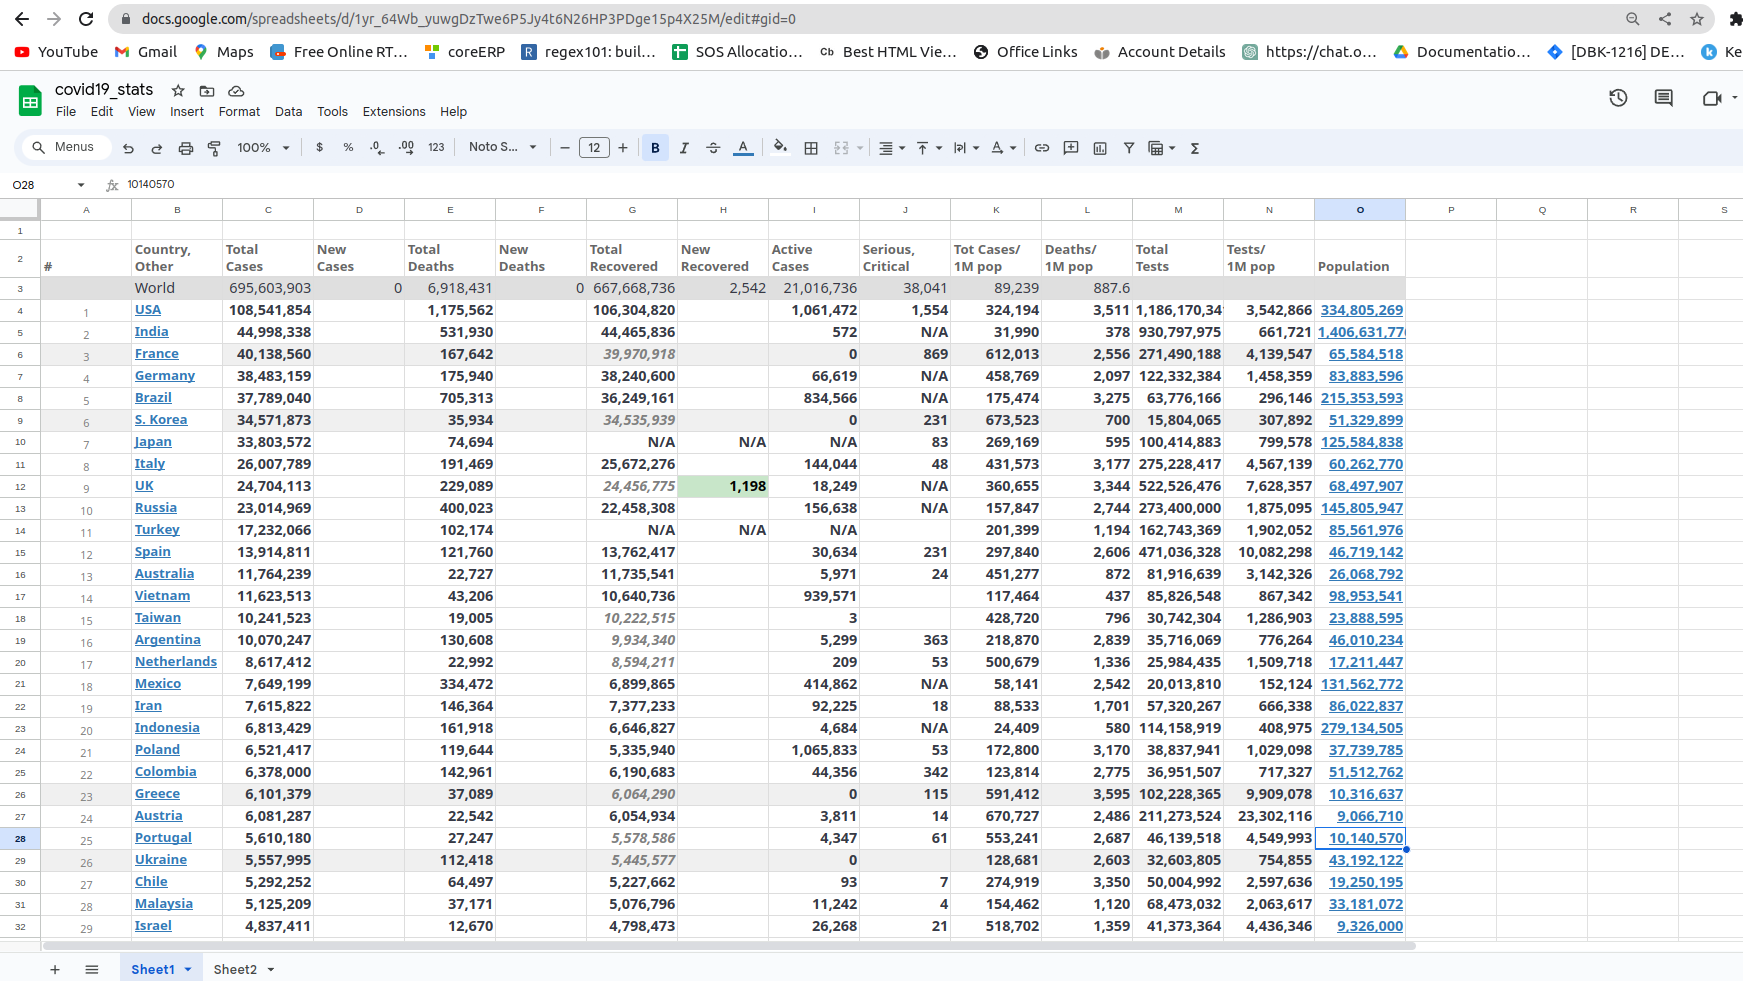 docs.google.com/spreadsheets/d/1yr_64Wb_yuwgDzTwe6P5Jy4t6N26HP3PDge15p4X25M/edit#gid=0
YouTube Gmail Maps Free Online RT... coreERP regex101: buil... SOS Allocatio... Cb Best HTML Vie... Office Links Account Details https://chat.o... Documentatio... [DBK-1216] DE... Ke
covid19_stats
File Edit View Insert Format Data Tools Extensions Help
Menus 100% $ % .0 .00 123 Noto S... − 12 + B I S A Σ
O28 fx 10140570
A B C D E F G H I J K L M N O P Q R S
1
2 # Country, Other Total Cases New Cases Total Deaths New Deaths Total Recovered New Recovered Active Cases Serious, Critical Tot Cases/ 1M pop Deaths/ 1M pop Total Tests Tests/ 1M pop Population
3 World 695,603,903 0 6,918,431 0 667,668,736 2,542 21,016,736 38,041 89,239 887.6
4 1 USA 108,541,854 1,175,562 106,304,820 1,061,472 1,554 324,194 3,511 1,186,170,34 3,542,866 334,805,269
5 2 India 44,998,338 531,930 44,465,836 572 N/A 31,990 378 930,797,975 661,721 1,406,631,77
6 3 France 40,138,560 167,642 39,970,918 0 869 612,013 2,556 271,490,188 4,139,547 65,584,518
7 4 Germany 38,483,159 175,940 38,240,600 66,619 N/A 458,769 2,097 122,332,384 1,458,359 83,883,596
8 5 Brazil 37,789,040 705,313 36,249,161 834,566 N/A 175,474 3,275 63,776,166 296,146 215,353,593
9 6 S. Korea 34,571,873 35,934 34,535,939 0 231 673,523 700 15,804,065 307,892 51,329,899
10 7 Japan 33,803,572 74,694 N/A N/A N/A 83 269,169 595 100,414,883 799,578 125,584,838
11 8 Italy 26,007,789 191,469 25,672,276 144,044 48 431,573 3,177 275,228,417 4,567,139 60,262,770
12 9 UK 24,704,113 229,089 24,456,775 1,198 18,249 N/A 360,655 3,344 522,526,476 7,628,357 68,497,907
13 10 Russia 23,014,969 400,023 22,458,308 156,638 N/A 157,847 2,744 273,400,000 1,875,095 145,805,947
14 11 Turkey 17,232,066 102,174 N/A N/A N/A 201,399 1,194 162,743,369 1,902,052 85,561,976
15 12 Spain 13,914,811 121,760 13,762,417 30,634 231 297,840 2,606 471,036,328 10,082,298 46,719,142
16 13 Australia 11,764,239 22,727 11,735,541 5,971 24 451,277 872 81,916,639 3,142,326 26,068,792
17 14 Vietnam 11,623,513 43,206 10,640,736 939,571 117,464 437 85,826,548 867,342 98,953,541
18 15 Taiwan 10,241,523 19,005 10,222,515 3 428,720 796 30,742,304 1,286,903 23,888,595
19 16 Argentina 10,070,247 130,608 9,934,340 5,299 363 218,870 2,839 35,716,069 776,264 46,010,234
20 17 Netherlands 8,617,412 22,992 8,594,211 209 53 500,679 1,336 25,984,435 1,509,718 17,211,447
21 18 Mexico 7,649,199 334,472 6,899,865 414,862 N/A 58,141 2,542 20,013,810 152,124 131,562,772
22 19 Iran 7,615,822 146,364 7,377,233 92,225 18 88,533 1,701 57,320,267 666,338 86,022,837
23 20 Indonesia 6,813,429 161,918 6,646,827 4,684 N/A 24,409 580 114,158,919 408,975 279,134,505
24 21 Poland 6,521,417 119,644 5,335,940 1,065,833 53 172,800 3,170 38,837,941 1,029,098 37,739,785
25 22 Colombia 6,378,000 142,961 6,190,683 44,356 342 123,814 2,775 36,951,507 717,327 51,512,762
26 23 Greece 6,101,379 37,089 6,064,290 0 115 591,412 3,595 102,228,365 9,909,078 10,316,637
27 24 Austria 6,081,287 22,542 6,054,934 3,811 14 670,727 2,486 211,273,524 23,302,116 9,066,710
28 25 Portugal 5,610,180 27,247 5,578,586 4,347 61 553,241 2,687 46,139,518 4,549,993 10,140,570
29 26 Ukraine 5,557,995 112,418 5,445,577 0 128,681 2,603 32,603,805 754,855 43,192,122
30 27 Chile 5,292,252 64,497 5,227,662 93 7 274,919 3,350 50,004,992 2,597,636 19,250,195
31 28 Malaysia 5,125,209 37,171 5,076,796 11,242 4 154,462 1,120 68,473,032 2,063,617 33,181,072
32 29 Israel 4,837,411 12,670 4,798,473 26,268 21 518,702 1,359 41,373,364 4,436,346 9,326,000
Sheet1 Sheet2